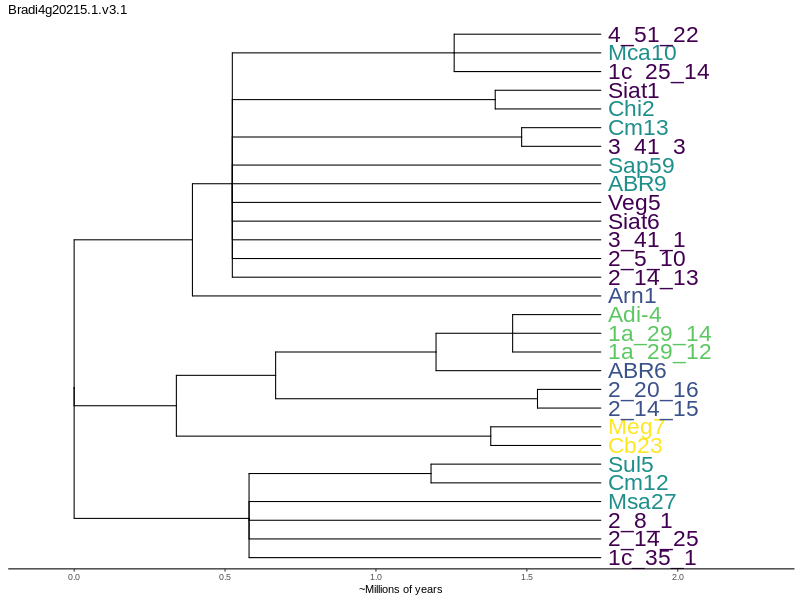 Bradi4g20215.1.v3.1
4_51_22
Mca10
1c_25_14
Siat1
Chi2
Cm13
3_41_3
Sap59
ABR9
Veg5
Siat6
3_41_1
2_5_10
2_14_13
Arn1
Adi-4
1a_29_14
1a_29_12
ABR6
2_20_16
2_14_15
Meg7
Cb23
Sul5
Cm12
Msa27
2_8_1
2_14_25
1c_35_1
0.0 0.5 1.0 1.5 2.0
~Millions of years